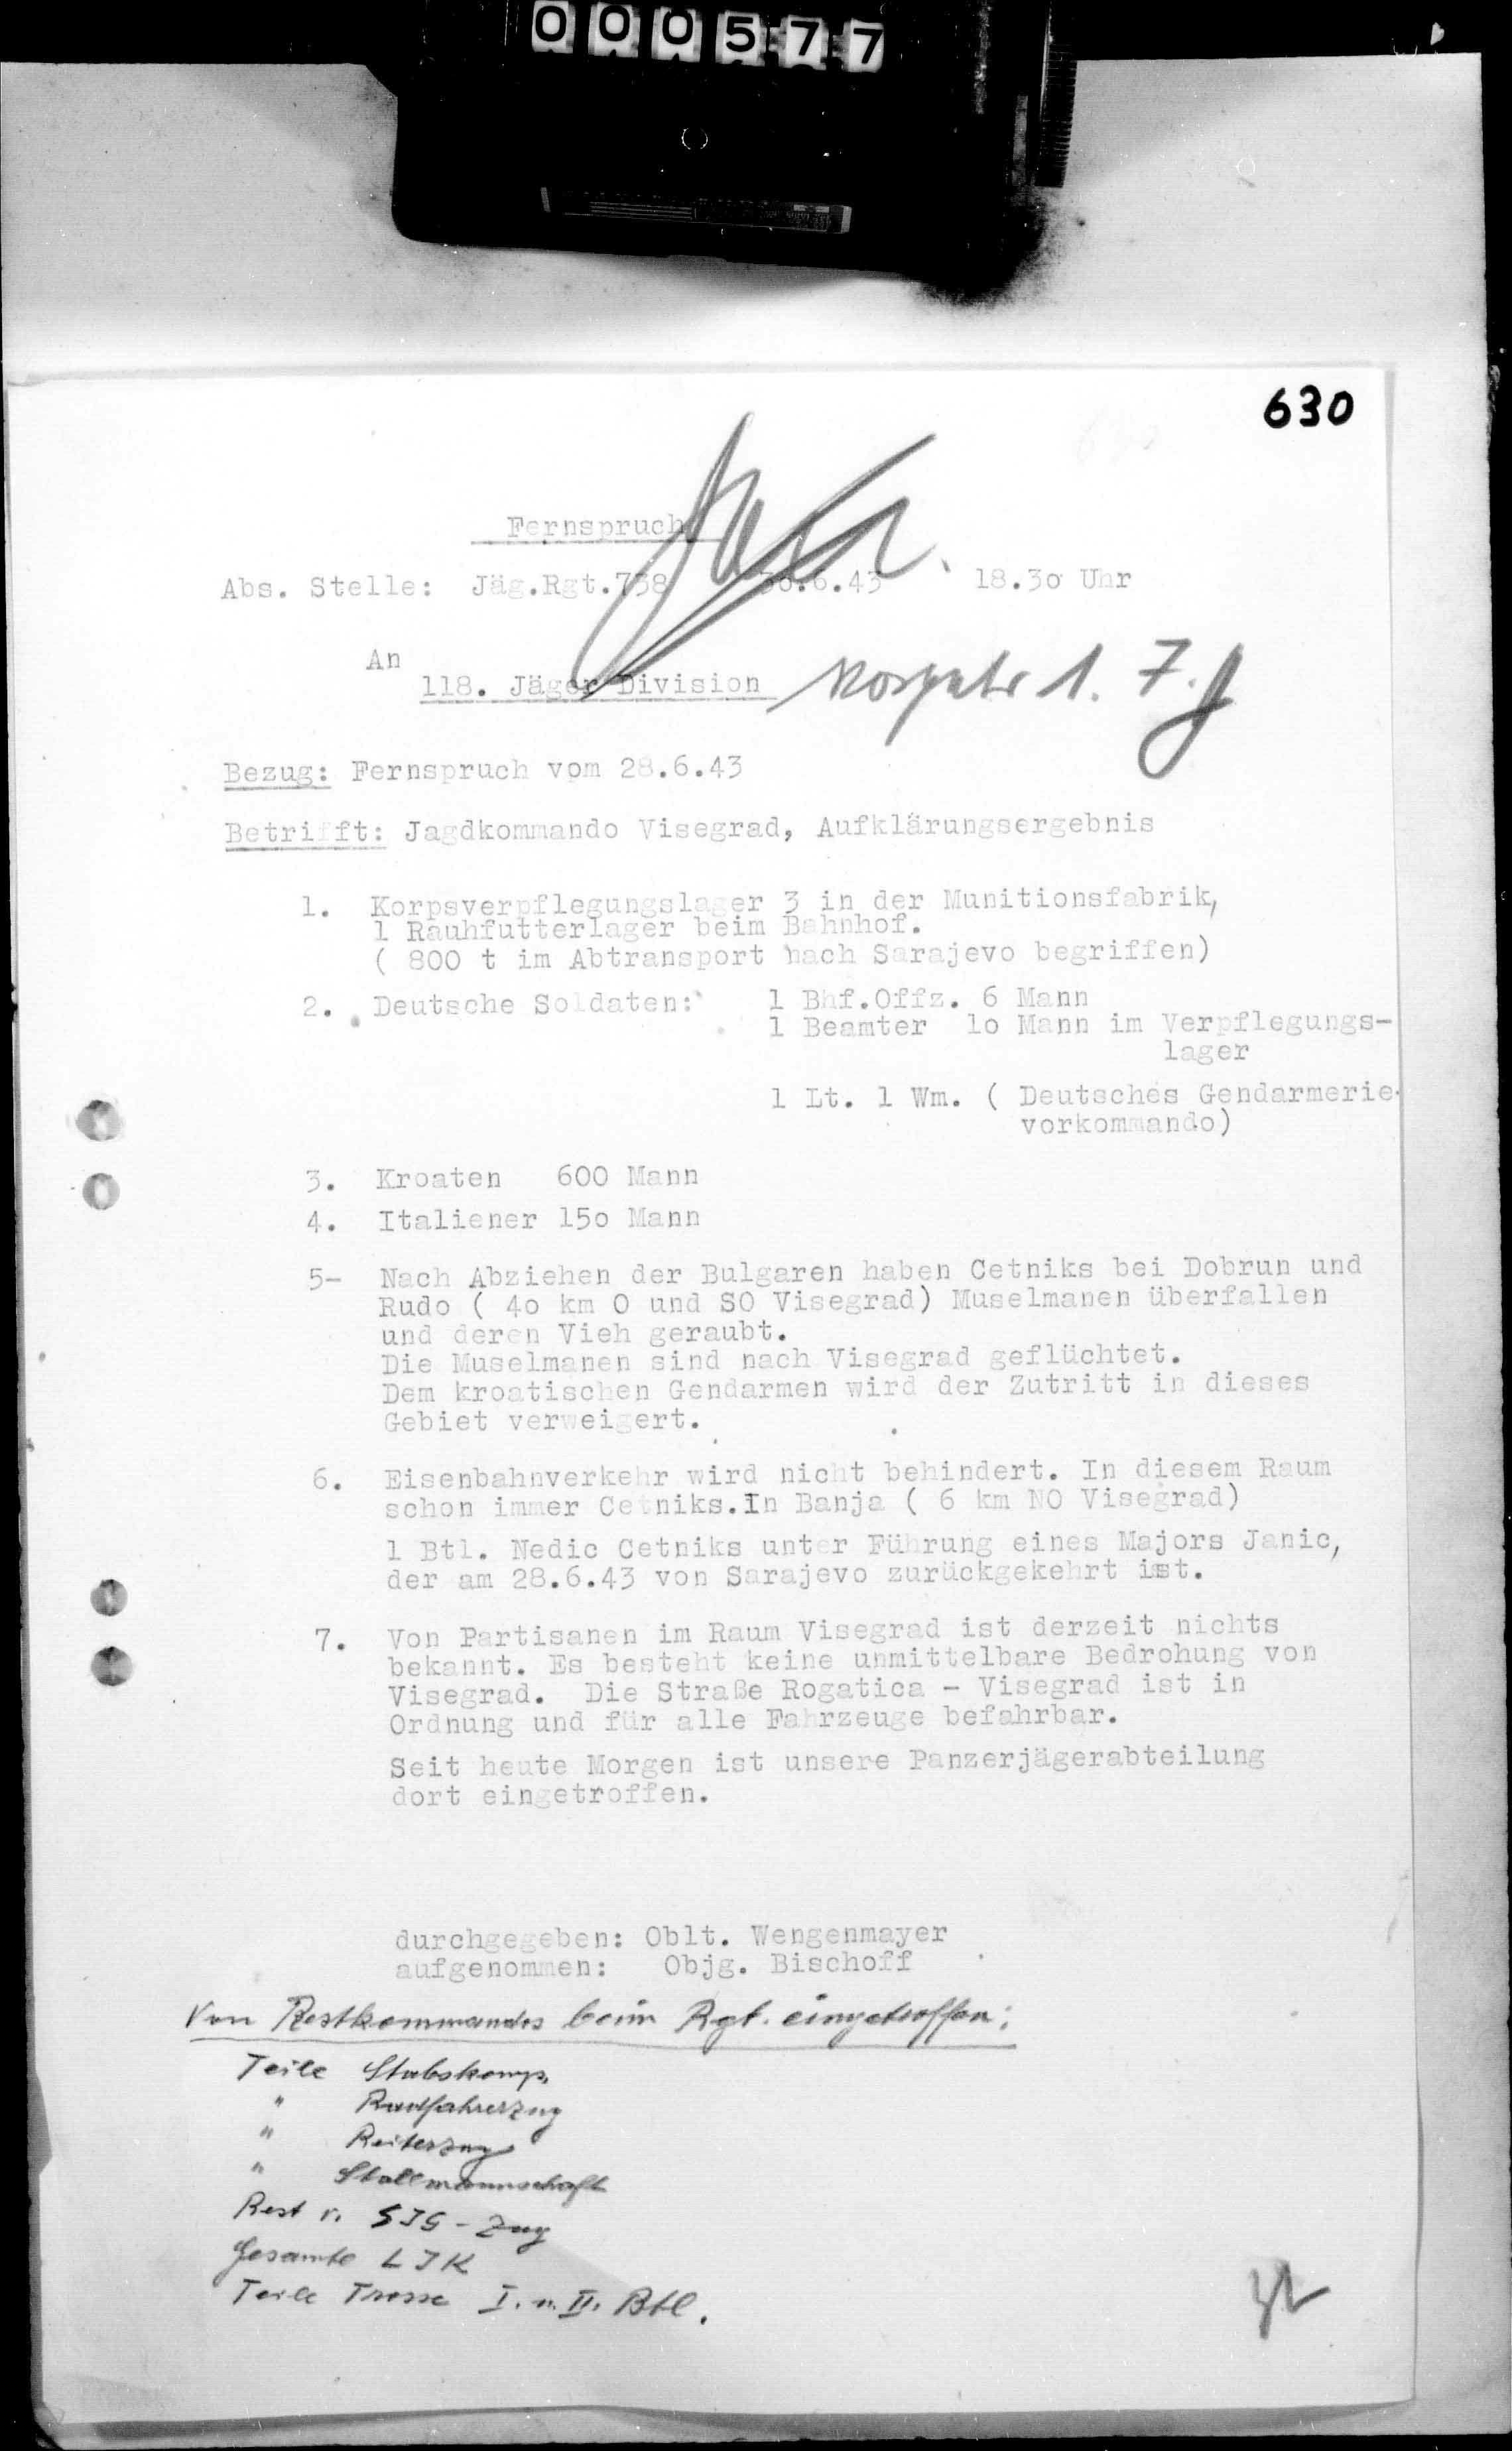 000577
630
Fernspruch
Abs. Stelle: Jäg.Rgt.738 30.6.43 18.3o Uhr
An
118. Jäger Division
1. 7.
Bezug: Fernspruch vom 28.6.43
Betrifft: Jagdkommando Visegrad, Aufklärungsergebnis
1. Korpsverpflegungslager 3 in der Munitionsfabrik,
1 Rauhfutterlager beim Bahnhof.
( 800 t im Abtransport nach Sarajevo begriffen)
2. Deutsche Soldaten: 1 Bhf.Offz. 6 Mann
1 Beamter 1o Mann im Verpflegungs-
lager
1 Lt. 1 Wm. ( Deutsches Gendarmerie-
vorkommando)
3. Kroaten 600 Mann
4. Italiener 15o Mann
5- Nach Abziehen der Bulgaren haben Cetniks bei Dobrun und
Rudo ( 4o km O und SO Visegrad) Muselmanen überfallen
und deren Vieh geraubt.
Die Muselmanen sind nach Visegrad geflüchtet.
Dem kroatischen Gendarmen wird der Zutritt in dieses
Gebiet verweigert.
6. Eisenbahnverkehr wird nicht behindert. In diesem Raum
schon immer Cetniks.In Banja ( 6 km NO Visegrad)
1 Btl. Nedic Cetniks unter Führung eines Majors Janic,
der am 28.6.43 von Sarajevo zurückgekehrt ist.
7. Von Partisanen im Raum Visegrad ist derzeit nichts
bekannt. Es besteht keine unmittelbare Bedrohung von
Visegrad. Die Straße Rogatica - Visegrad ist in
Ordnung und für alle Fahrzeuge befahrbar.
Seit heute Morgen ist unsere Panzerjägerabteilung
dort eingetroffen.
durchgegeben: Oblt. Wengenmayer
aufgenommen: Objg. Bischoff
Von Restkommandos beim Rgt. eingetroffen:
Teile Stabskomp.
" Radfahrerzug
" Reiterzug
" Stallmannschaft
Rest v. SIG-Zug
Gesamte LIK
Teile Trosse I. u. II. Btl.